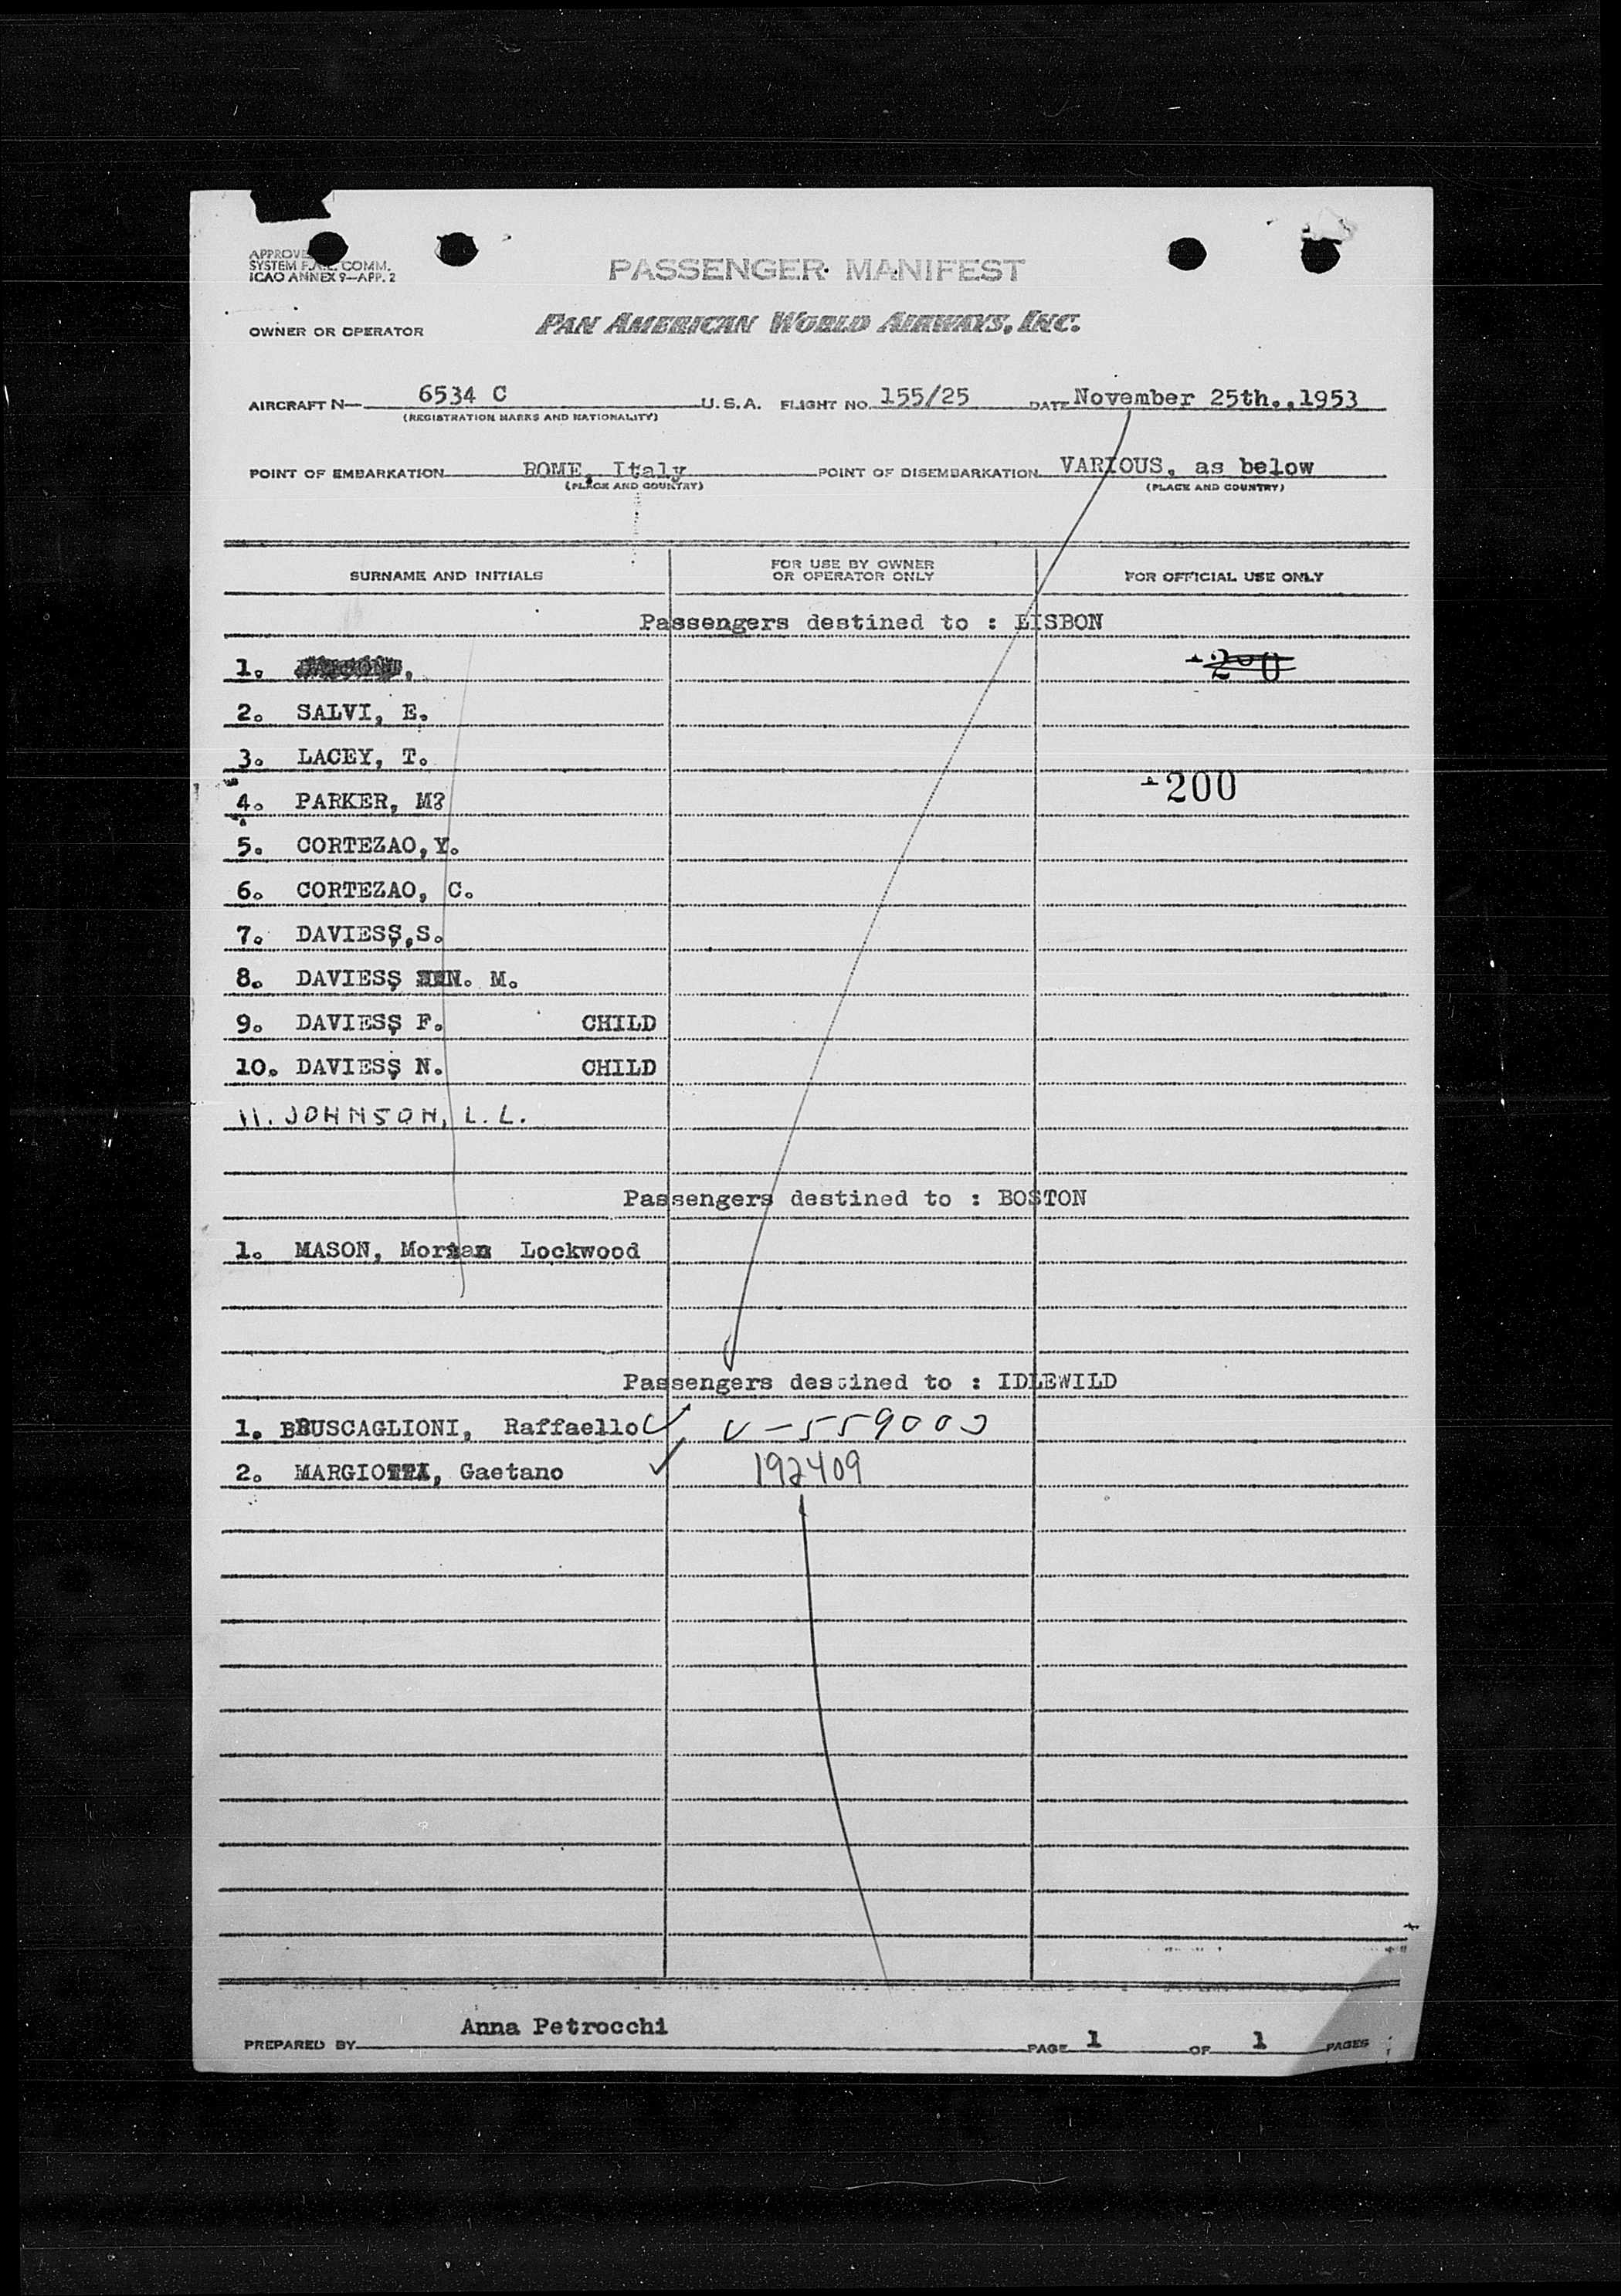 APPROVE
SYSTEM F.A.L. COMM.
ICAO ANNEX 9—APP. 2
PASSENGER MANIFEST
OWNER OR OPERATOR PAN AMERICAN WORLD AIRWAYS, INC.
AIRCRAFT N— 6534 C U.S.A. FLIGHT NO. 155/25 DATE November 25th.,1953
(REGISTRATION MARKS AND NATIONALITY)
POINT OF EMBARKATION ROME, Italy POINT OF DISEMBARKATION VARIOUS, as below
(PLACE AND COUNTRY) (PLACE AND COUNTRY)
SURNAME AND INITIALS FOR USE BY OWNER OR OPERATOR ONLY FOR OFFICIAL USE ONLY
Passengers destined to : LISBON
1. 200
2. SALVI, E.
3. LACEY, T.
4. PARKER, M? 200
5. CORTEZAO,Y.
6. CORTEZAO, C.
7. DAVIESS,S.
8. DAVIESS N. M.
9. DAVIESS F. CHILD
10. DAVIESS N. CHILD
11. JOHNSON, L. L.
Passengers destined to : BOSTON
1. MASON, Lockwood
Passengers destined to : IDLEWILD
1. BRUSCAGLIONI, Raffaello V-559003
2. Gaetano 192409
PREPARED BY Anna Petrocchi PAGE 1 OF 1 PAGES